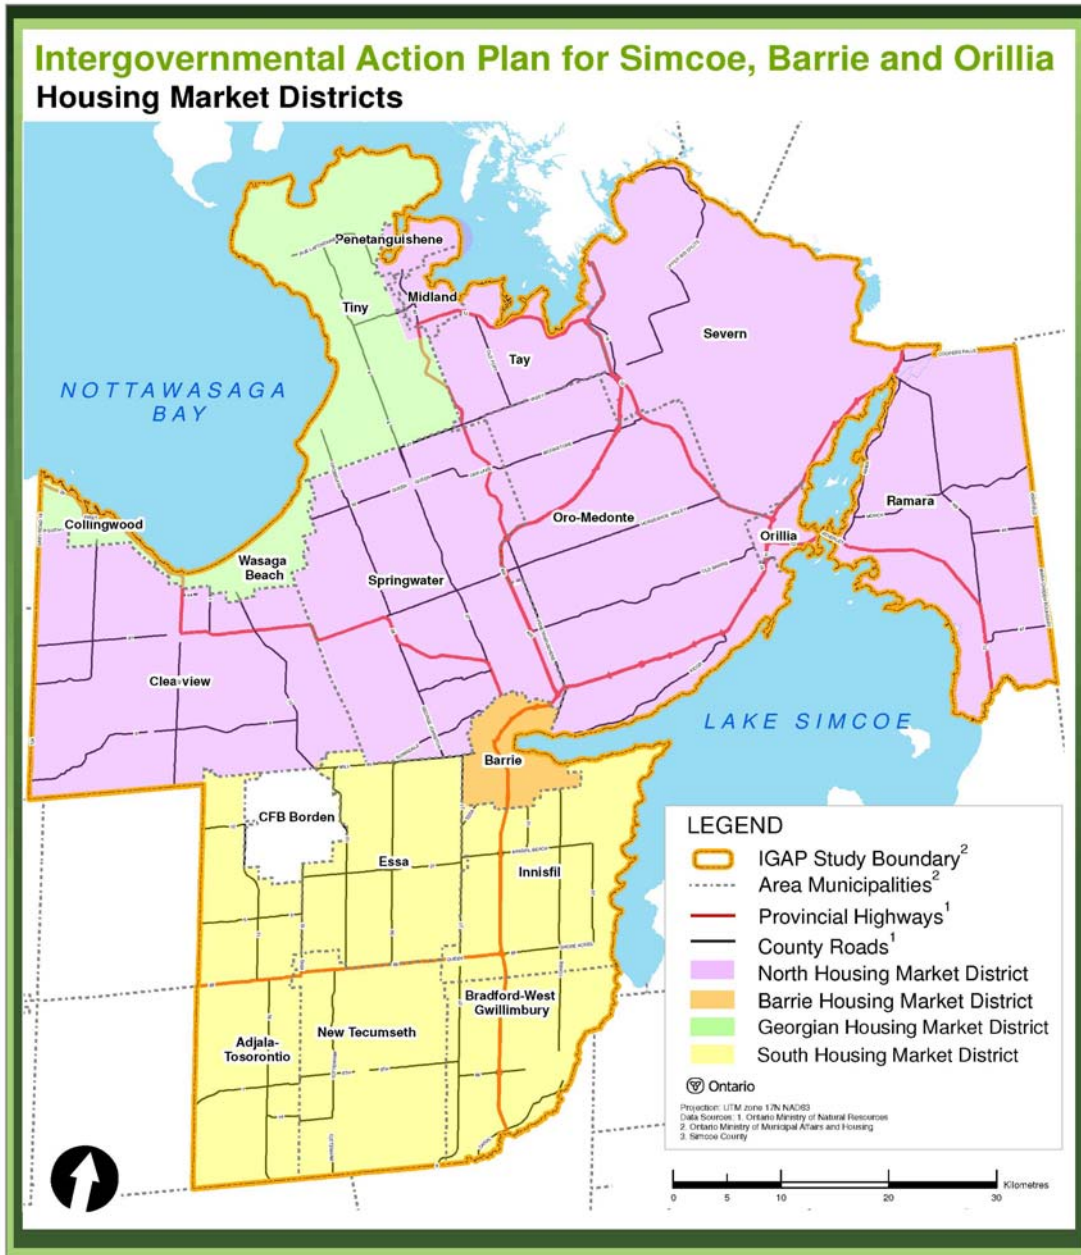 Intergovernmental Action Plan for Simcoe, Barrie and Orillia
Housing Market Districts
Penetanguishene
Midland
Tiny
Tay
Severn
NOTTAWASAGA
BAY
Collingwood
Wasaga
Beach
Springwater
Oro-Medonte
Orillia
Ramara
Clearview
LAKE SIMCOE
Barrie
CFB Borden
Essa
Innisfil
Bradford-West
Gwillimbury
New Tecumseth
Adjala-
Tosorontio
LEGEND
IGAP Study Boundary2
Area Municipalities2
Provincial Highways1
County Roads1
North Housing Market District
Barrie Housing Market District
Georgian Housing Market District
South Housing Market District
Ontario
Projection: UTM zone 17N NAD83
Data Sources: 1. Ontario Ministry of Natural Resources
2. Ontario Ministry of Municipal Affairs and Housing
3. Simcoe County
Kilometres
0 5 10 20 30